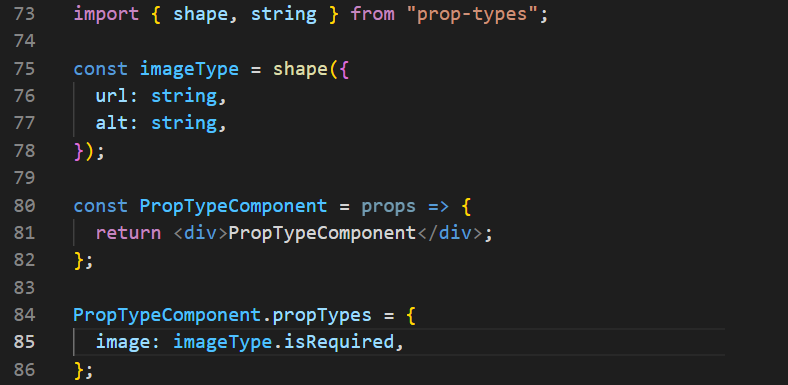 73 import { shape, string } from "prop-types";
74
75 const imageType = shape({
76   url: string,
77   alt: string,
78 });
79
80 const PropTypeComponent = props => {
81   return <div>PropTypeComponent</div>;
82 };
83
84 PropTypeComponent.propTypes = {
85   image: imageType.isRequired,
86 };